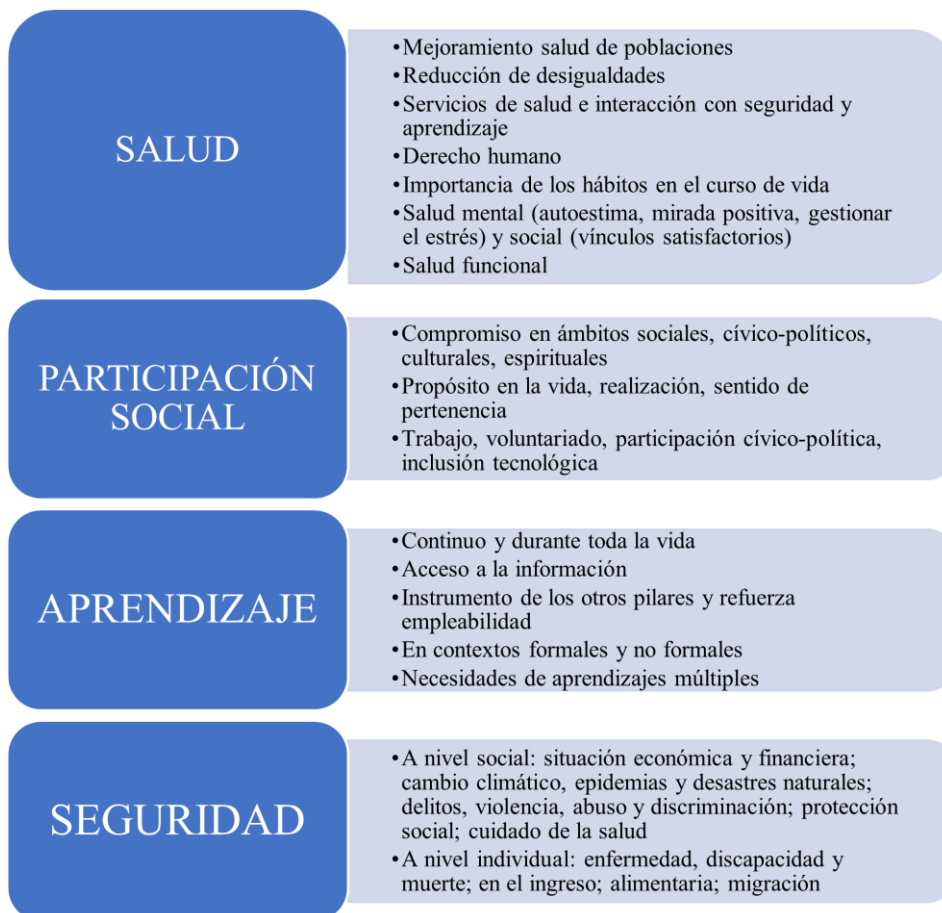 SALUD
•Mejoramiento salud de poblaciones
•Reducción de desigualdades
•Servicios de salud e interacción con seguridad y
aprendizaje
•Derecho humano
•Importancia de los hábitos en el curso de vida
•Salud mental (autoestima, mirada positiva, gestionar
el estrés) y social (vínculos satisfactorios)
•Salud funcional
PARTICIPACIÓN
SOCIAL
•Compromiso en ámbitos sociales, cívico-políticos,
culturales, espirituales
•Propósito en la vida, realización, sentido de
pertenencia
•Trabajo, voluntariado, participación cívico-política,
inclusión tecnológica
APRENDIZAJE
•Continuo y durante toda la vida
•Acceso a la información
•Instrumento de los otros pilares y refuerza
empleabilidad
•En contextos formales y no formales
•Necesidades de aprendizajes múltiples
SEGURIDAD
•A nivel social: situación económica y financiera;
cambio climático, epidemias y desastres naturales;
delitos, violencia, abuso y discriminación; protección
social; cuidado de la salud
•A nivel individual: enfermedad, discapacidad y
muerte; en el ingreso; alimentaria; migración